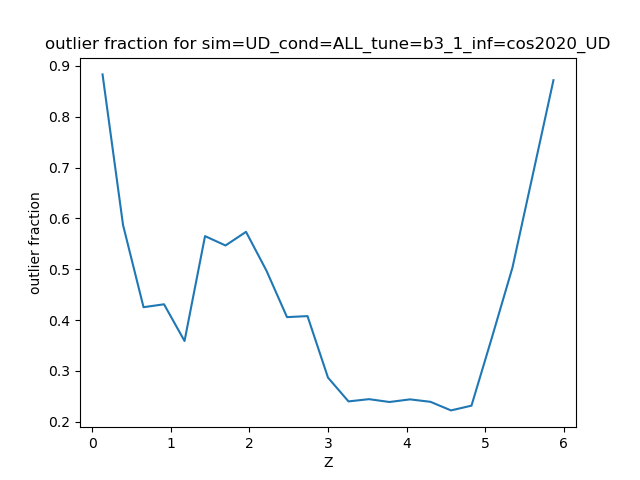 outlier fraction for sim=UD_cond=ALL_tune=b3_1_inf=cos2020_UD
0.9
0.8
0.7
0.6
0.5
0.4
0.3
0.2
outlier fraction
0 1 2 3 4 5 6
Z